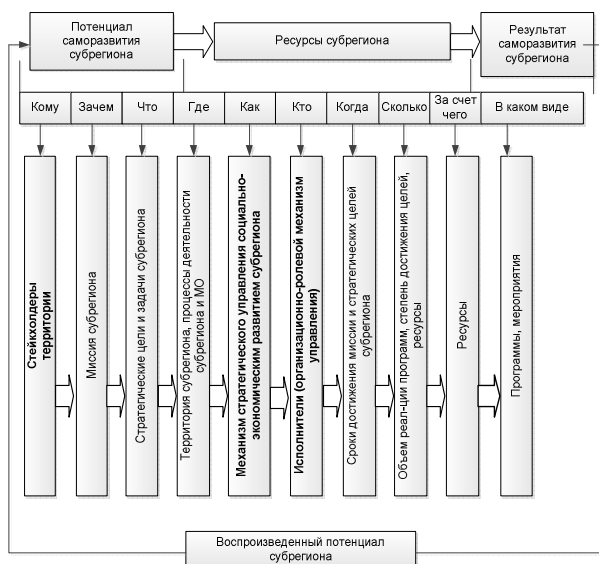 Потенциал
саморазвития
субрегиона
Ресурсы субрегиона
Результат
саморазвития
субрегиона
Кому
Зачем
Что
Где
Как
Кто
Когда
Сколько
За счет
чего
В каком виде
Стейкхолдеры
территории
Миссия субрегиона
Стратегические цели и задачи субрегиона
Территория субрегиона, процессы деятельности
субрегиона и МО
Механизм стратегического управления социально-
экономическим развитием субрегиона
Исполнители (организационно-ролевой механизм
управления)
Сроки достижения миссии и стратегических целей
субрегиона
Объем реал-ции программ, степень достижения целей,
ресурсы
Ресурсы
Программы, мероприятия
Воспроизведенный потенциал
субрегиона